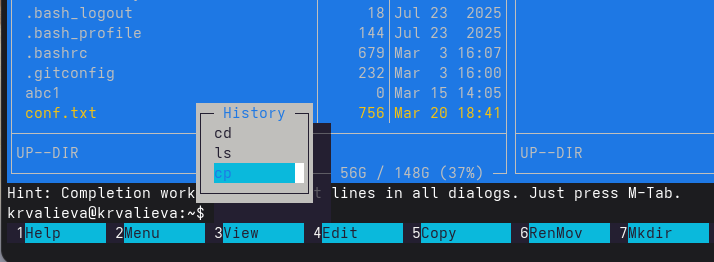 .bash_logout 18 Jul 23 2025
.bash_profile 144 Jul 23 2025
.bashrc 679 Mar 3 16:07
.gitconfig 232 Mar 3 16:00
abc1 0 Mar 15 14:05
conf.txt 756 Mar 20 18:41
History
cd
ls
cp
UP--DIR UP--DIR
56G / 148G (37%)
Hint: Completion work t lines in all dialogs. Just press M-Tab.
krvalieva@krvalieva:~$
1Help 2Menu 3View 4Edit 5Copy 6RenMov 7Mkdir